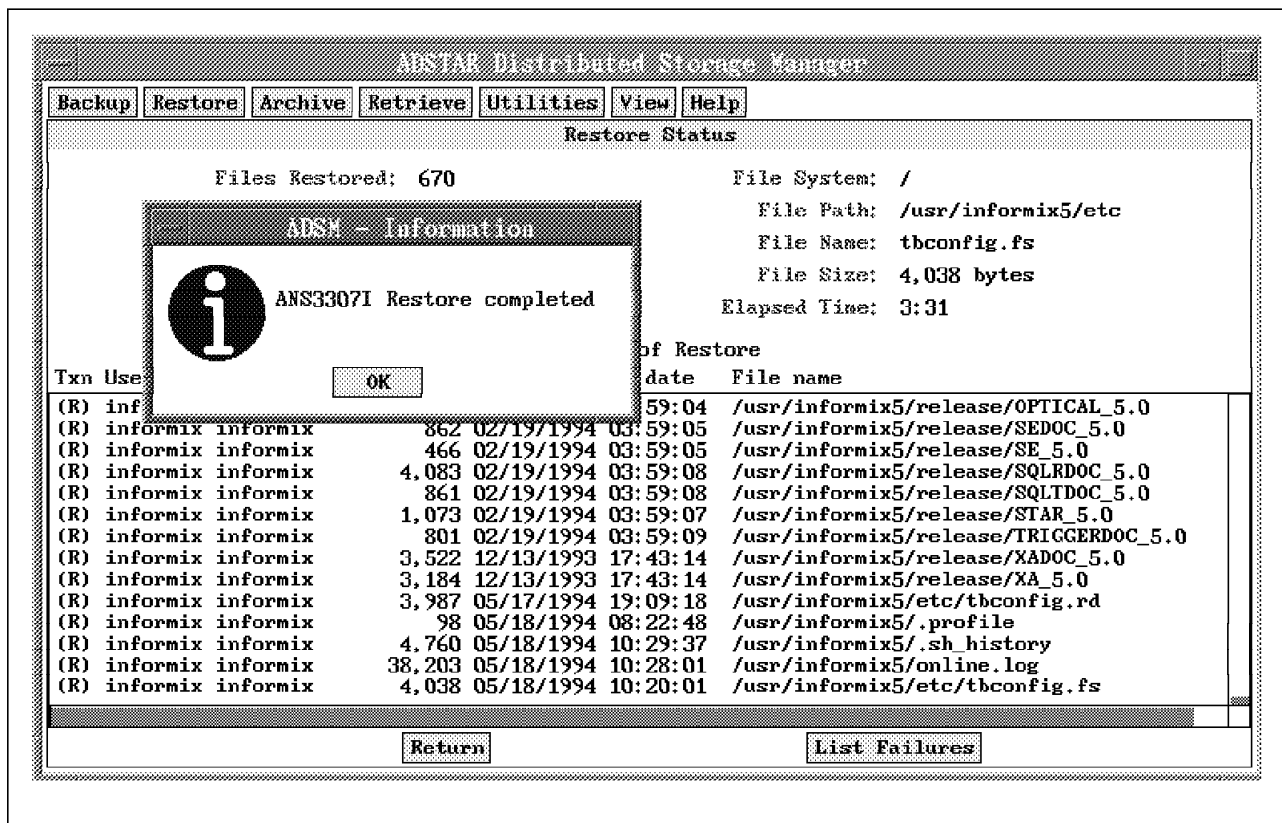 ADSTAR Distributed Storage Manager
Backup Restore Archive Retrieve Utilities View Help
Restore Status
Files Restored: 670
File System: /
File Path: /usr/informix5/etc
File Name: tbconfig.fs
File Size: 4,038 bytes
Elapsed Time: 3:31
ADSM - Information
ANS3307I Restore completed
OK
of Restore
Txn Use date File name
(R) inf 59:04 /usr/informix5/release/OPTICAL_5.0
(R) informix informix 862 02/19/1994 03:59:05 /usr/informix5/release/SEDOC_5.0
(R) informix informix 466 02/19/1994 03:59:05 /usr/informix5/release/SE_5.0
(R) informix informix 4,083 02/19/1994 03:59:08 /usr/informix5/release/SQLRDOC_5.0
(R) informix informix 861 02/19/1994 03:59:08 /usr/informix5/release/SQLTDOC_5.0
(R) informix informix 1,073 02/19/1994 03:59:07 /usr/informix5/release/STAR_5.0
(R) informix informix 801 02/19/1994 03:59:09 /usr/informix5/release/TRIGGERDOC_5.0
(R) informix informix 3,522 12/13/1993 17:43:14 /usr/informix5/release/XADOC_5.0
(R) informix informix 3,184 12/13/1993 17:43:14 /usr/informix5/release/XA_5.0
(R) informix informix 3,987 05/17/1994 19:09:18 /usr/informix5/etc/tbconfig.rd
(R) informix informix 98 05/18/1994 08:22:48 /usr/informix5/.profile
(R) informix informix 4,760 05/18/1994 10:29:37 /usr/informix5/.sh_history
(R) informix informix 38,203 05/18/1994 10:28:01 /usr/informix5/online.log
(R) informix informix 4,038 05/18/1994 10:20:01 /usr/informix5/etc/tbconfig.fs
Return List Failures